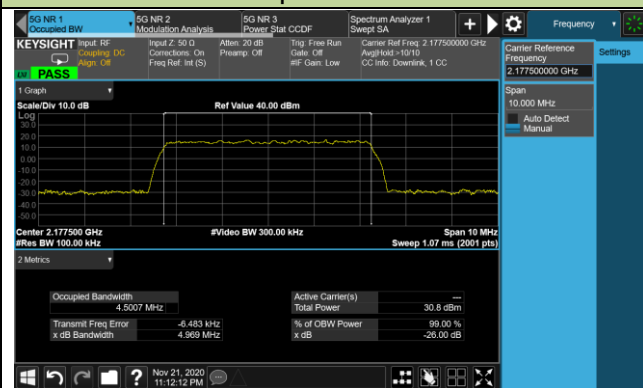 5G NR 1
Occupied BW
5G NR 2
Modulation Analysis
5G NR 3
Power Stat CCDF
Spectrum Analyzer 1
Swept SA
Frequency
KEYSIGHT
Input: RF
Coupling: DC
Align: Off
Input Z: 50 Ω
Corrections: On
Freq Ref: Int (S)
Atten: 20 dB
Preamp: Off
Trig: Free Run
Gate: Off
#IF Gain: Low
Carrier Ref Freq: 2.177500000 GHz
Avg|Hold:>10/10
CC Info: Downlink, 1 CC
PASS
Carrier Reference
Frequency
2.177500000 GHz
Settings
Span
10.000 MHz
Auto Detect
Manual
1 Graph
Scale/Div 10.0 dB
Ref Value 40.00 dBm
Log
30.0
20.0
10.0
0.00
-10.0
-20.0
-30.0
-40.0
-50.0
Center 2.177500 GHz
#Video BW 300.00 kHz
Span 10 MHz
#Res BW 100.00 kHz
Sweep 1.07 ms (2001 pts)
2 Metrics
Occupied Bandwidth
4.5007 MHz
Active Carrier(s)
---
Total Power
30.8 dBm
Transmit Freq Error
-6.483 kHz
% of OBW Power
99.00 %
x dB Bandwidth
4.969 MHz
x dB
-26.00 dB
Nov 21, 2020
11:12:12 PM